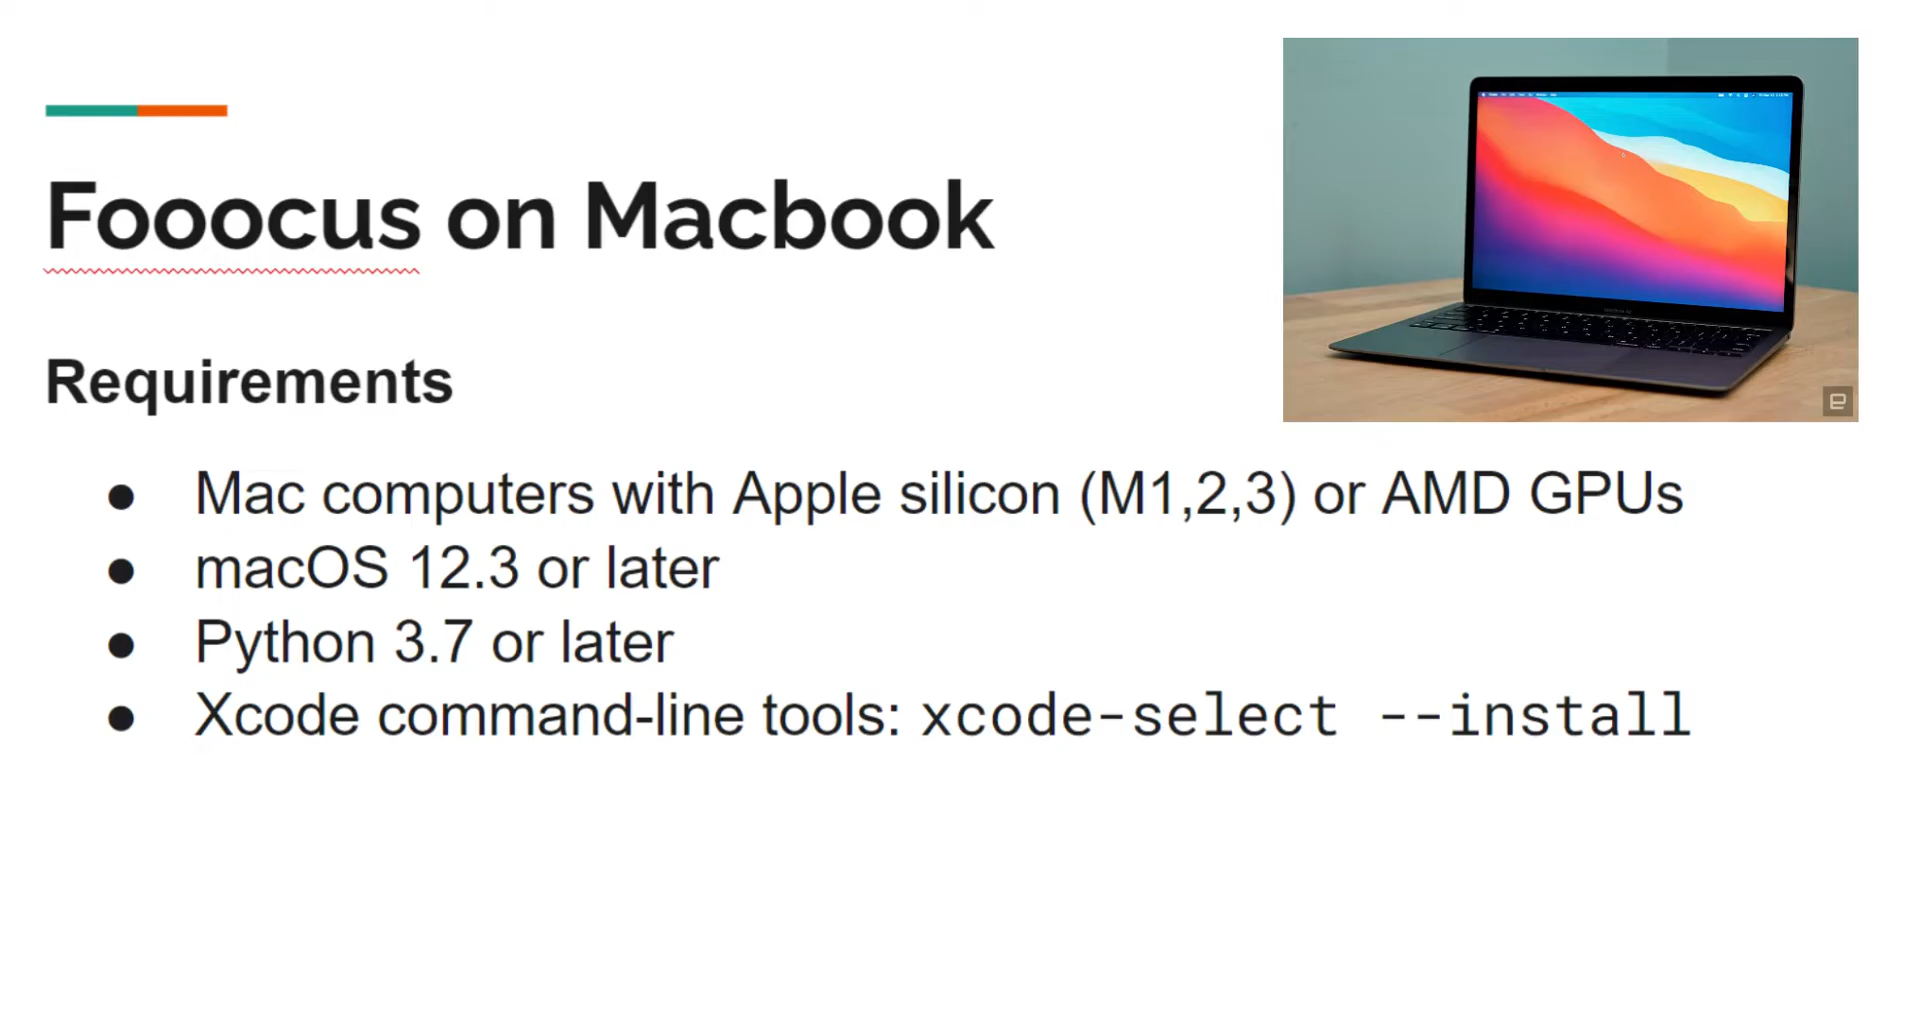 Fooocus on Macbook
Requirements
● Mac computers with Apple silicon (M1,2,3) or AMD GPUs
● macOS 12.3 or later
● Python 3.7 or later
● Xcode command-line tools: xcode-select --install